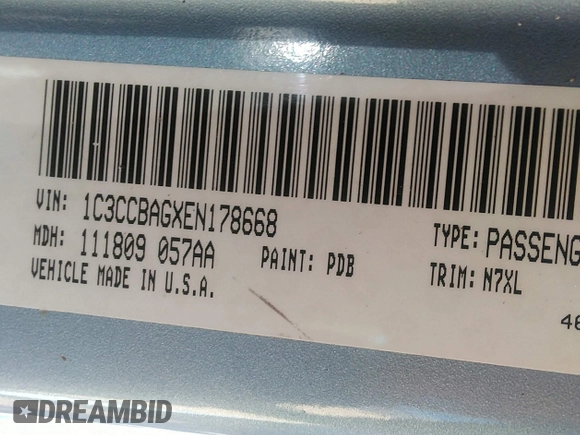 VIN: 1C3CCBAGXEN178668
MDH: 111809 057AA
PAINT: PDB
TYPE: PASSENG
TRIM: N7XL
VEHICLE MADE IN U.S.A.
46
DREAMBID